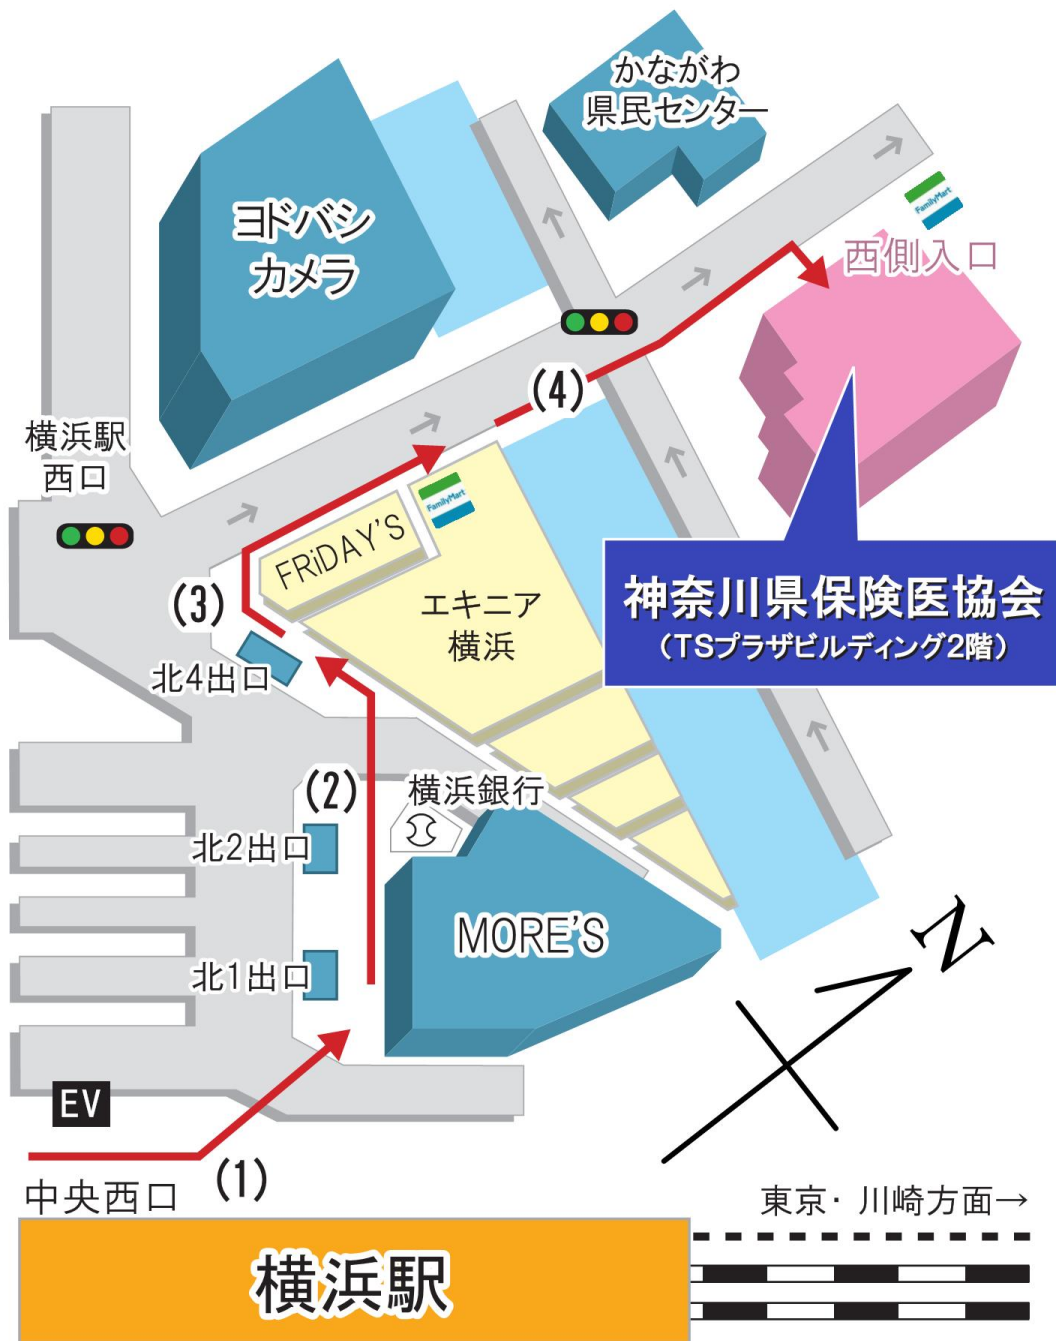 かながわ
県民センター
ヨドバシ
カメラ
FamilyMart
西側入口
横浜駅
西口
(4)
FamilyMart
FRiDAY'S
(3)
エキニア
横浜
神奈川県保険医協会
（TSプラザビルディング2階）
北4出口
(2)
横浜銀行
北2出口
MORE'S
北1出口
N
EV
(1)
中央西口
東京・川崎方面→
横浜駅